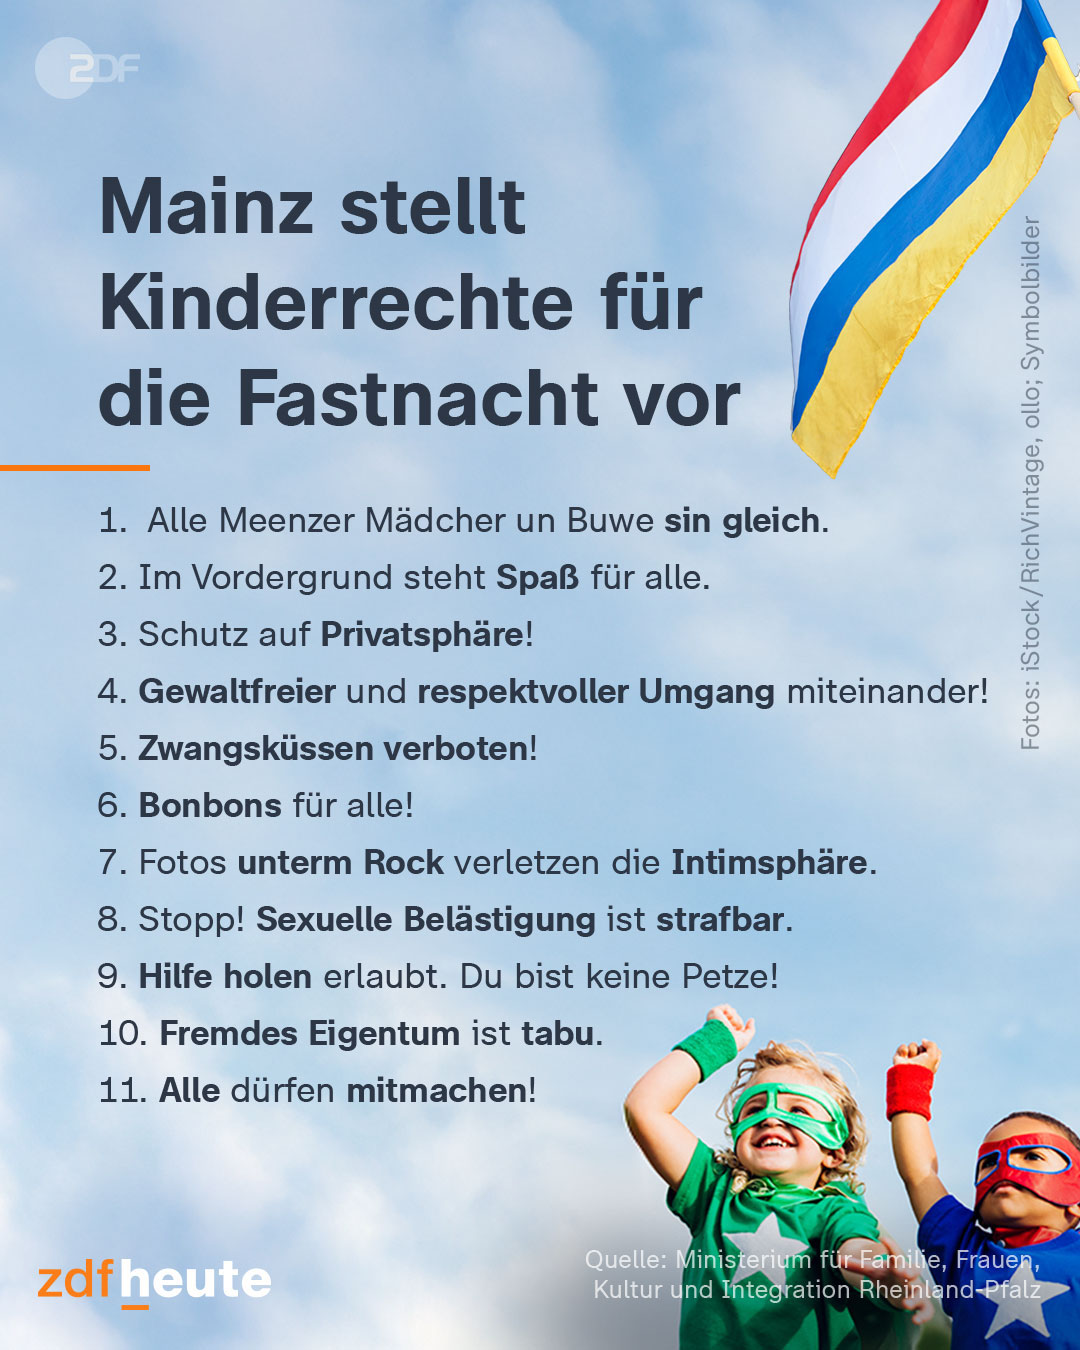 ZDF
Mainz stellt
Kinderrechte für
die Fastnacht vor
1. Alle Meenzer Mädcher un Buwe sin gleich.
2. Im Vordergrund steht Spaß für alle.
3. Schutz auf Privatsphäre!
4. Gewaltfreier und respektvoller Umgang miteinander!
5. Zwangsküssen verboten!
6. Bonbons für alle!
7. Fotos unterm Rock verletzen die Intimsphäre.
8. Stopp! Sexuelle Belästigung ist strafbar.
9. Hilfe holen erlaubt. Du bist keine Petze!
10. Fremdes Eigentum ist tabu.
11. Alle dürfen mitmachen!
Fotos: iStock/RichVintage, ollo; Symbolbilder
zdfheute
Quelle: Ministerium für Familie, Frauen,
Kultur und Integration Rheinland-Pfalz